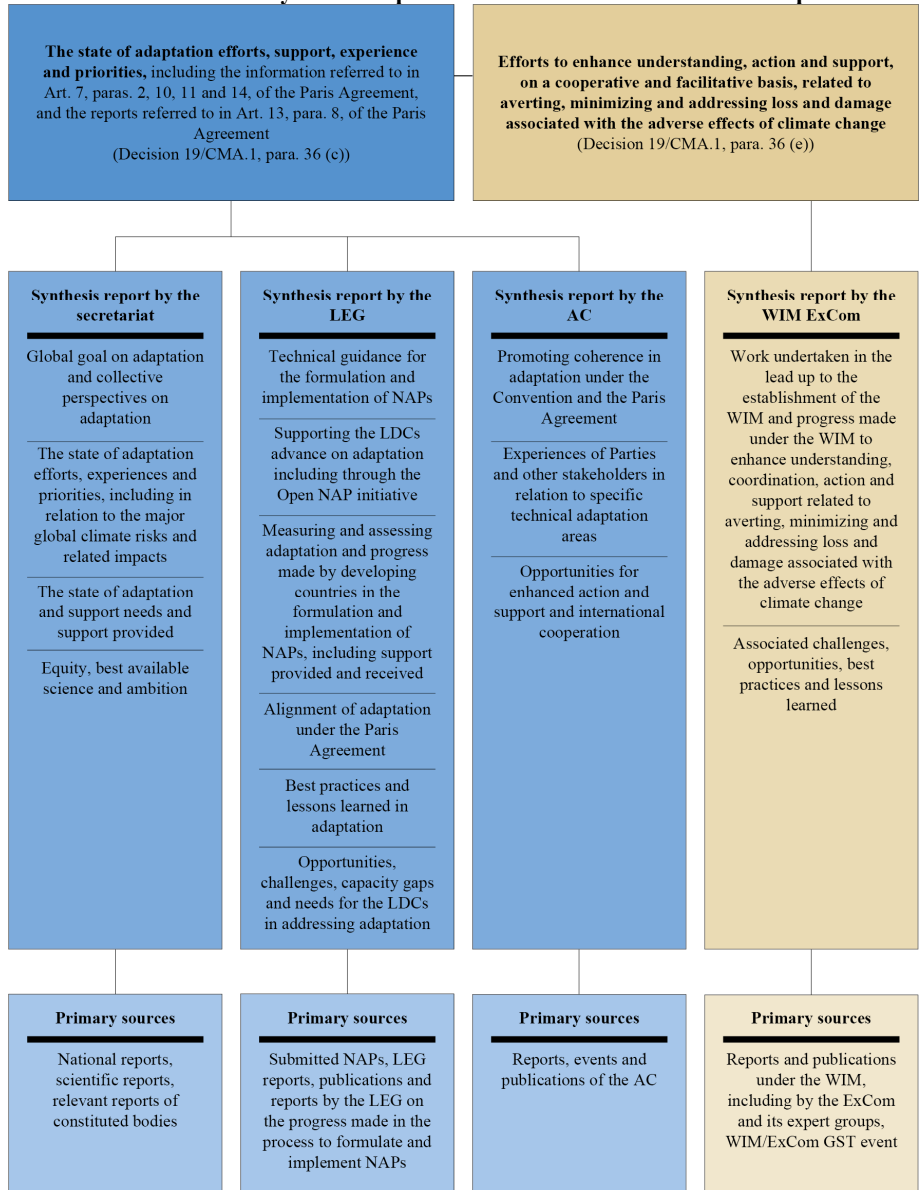 The state of adaptation efforts, support, experience
and priorities, including the information referred to in
Art. 7, paras. 2, 10, 11 and 14, of the Paris Agreement,
and the reports referred to in Art. 13, para. 8, of the Paris
Agreement
(Decision 19/CMA.1, para. 36 (c))
Efforts to enhance understanding, action and support,
on a cooperative and facilitative basis, related to
averting, minimizing and addressing loss and damage
associated with the adverse effects of climate change
(Decision 19/CMA.1, para. 36 (e))
Synthesis report by the
secretariat
Global goal on adaptation
and collective
perspectives on
adaptation
The state of adaptation
efforts, experiences and
priorities, including in
relation to the major
global climate risks and
related impacts
The state of adaptation
and support needs and
support provided
Equity, best available
science and ambition
Synthesis report by the
LEG
Technical guidance for
the formulation and
implementation of NAPs
Supporting the LDCs
advance on adaptation
including through the
Open NAP initiative
Measuring and assessing
adaptation and progress
made by developing
countries in the
formulation and
implementation of
NAPs, including support
provided and received
Alignment of adaptation
under the Paris
Agreement
Best practices and
lessons learned in
adaptation
Opportunities,
challenges, capacity gaps
and needs for the LDCs
in addressing adaptation
Synthesis report by the
AC
Promoting coherence in
adaptation under the
Convention and the Paris
Agreement
Experiences of Parties
and other stakeholders in
relation to specific
technical adaptation
areas
Opportunities for
enhanced action and
support and international
cooperation
Synthesis report by the
WIM ExCom
Work undertaken in the
lead up to the
establishment of the
WIM and progress made
under the WIM to
enhance understanding,
coordination, action and
support related to
averting, minimizing and
addressing loss and
damage associated with
the adverse effects of
climate change
Associated challenges,
opportunities, best
practices and lessons
learned
Primary sources
National reports,
scientific reports,
relevant reports of
constituted bodies
Primary sources
Submitted NAPs, LEG
reports, publications and
reports by the LEG on
the progress made in the
process to formulate and
implement NAPs
Primary sources
Reports, events and
publications of the AC
Primary sources
Reports and publications
under the WIM,
including by the ExCom
and its expert groups,
WIM/ExCom GST event